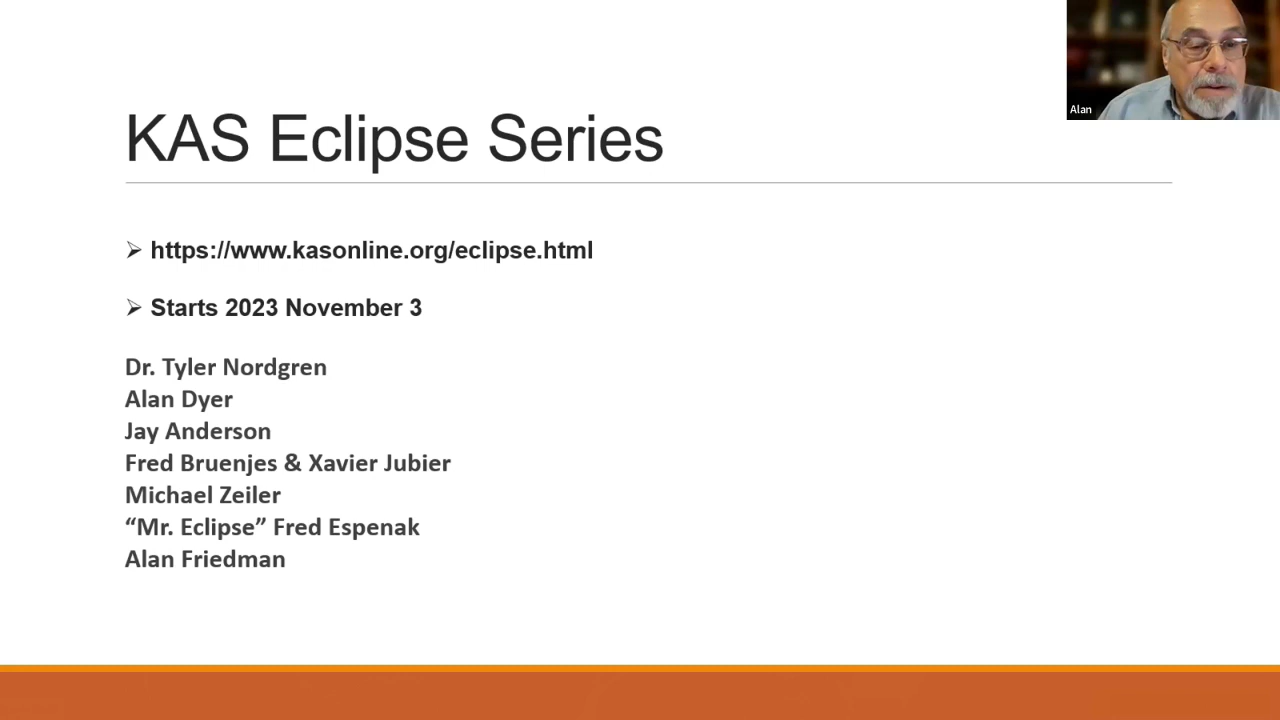 Alan
KAS Eclipse Series
https://www.kasonline.org/eclipse.html
Starts 2023 November 3
Dr. Tyler Nordgren
Alan Dyer
Jay Anderson
Fred Bruenjes & Xavier Jubier
Michael Zeiler
“Mr. Eclipse” Fred Espenak
Alan Friedman